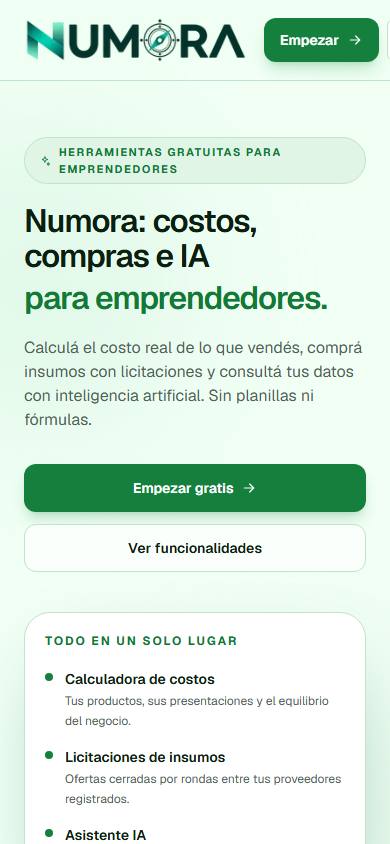 NUMORA
Empezar
HERRAMIENTAS GRATUITAS PARA
EMPRENDEDORES
Numora: costos,
compras e IA
para emprendedores.
Calculá el costo real de lo que vendés, comprá
insumos con licitaciones y consultá tus datos
con inteligencia artificial. Sin planillas ni
fórmulas.
Empezar gratis
Ver funcionalidades
TODO EN UN SOLO LUGAR
Calculadora de costos
Tus productos, sus presentaciones y el equilibrio
del negocio.
Licitaciones de insumos
Ofertas cerradas por rondas entre tus proveedores
registrados.
Asistente IA